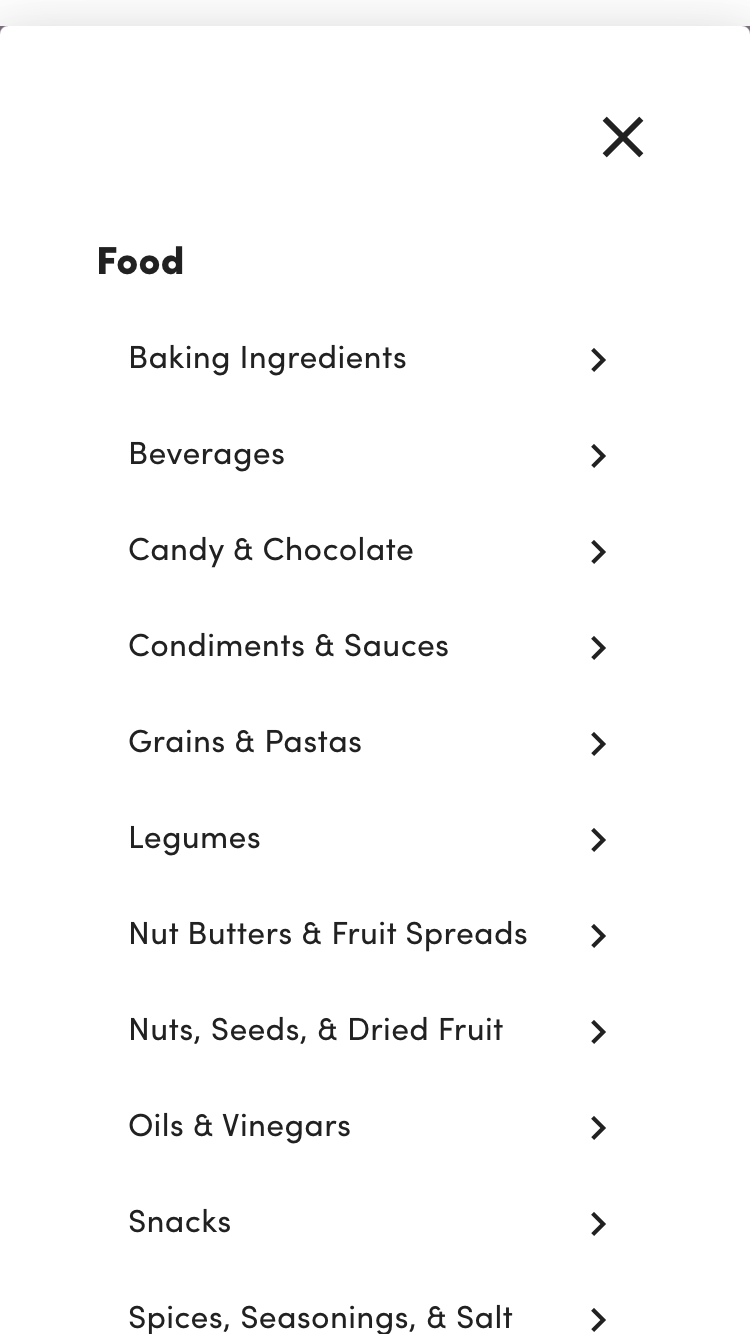 Food
Baking Ingredients
Beverages
Candy & Chocolate
Condiments & Sauces
Grains & Pastas
Legumes
Nut Butters & Fruit Spreads
Nuts, Seeds, & Dried Fruit
Oils & Vinegars
Snacks
Spices, Seasonings, & Salt